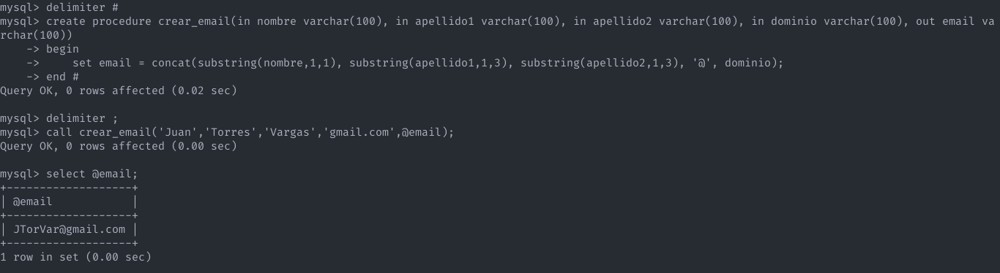 mysql> delimiter #
mysql> create procedure crear_email(in nombre varchar(100), in apellido1 varchar(100), in apellido2 varchar(100), in dominio varchar(100), out email va
rchar(100))
    -> begin
    ->     set email = concat(substring(nombre,1,1), substring(apellido1,1,3), substring(apellido2,1,3), '@', dominio);
    -> end #
Query OK, 0 rows affected (0.02 sec)

mysql> delimiter ;
mysql> call crear_email('Juan','Torres','Vargas','gmail.com',@email);
Query OK, 0 rows affected (0.00 sec)

mysql> select @email;
+-------------------+
| @email            |
+-------------------+
| JTorVar@gmail.com |
+-------------------+
1 row in set (0.00 sec)